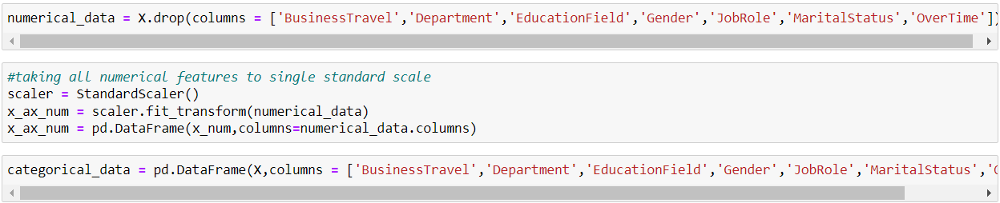 numerical_data = X.drop(columns = ['BusinessTravel','Department','EducationField','Gender','JobRole','MaritalStatus','OverTime'])
#taking all numerical features to single standard scale
scaler = StandardScaler()
x_ax_num = scaler.fit_transform(numerical_data)
x_ax_num = pd.DataFrame(x_num,columns=numerical_data.columns)
categorical_data = pd.DataFrame(X,columns = ['BusinessTravel','Department','EducationField','Gender','JobRole','MaritalStatus','